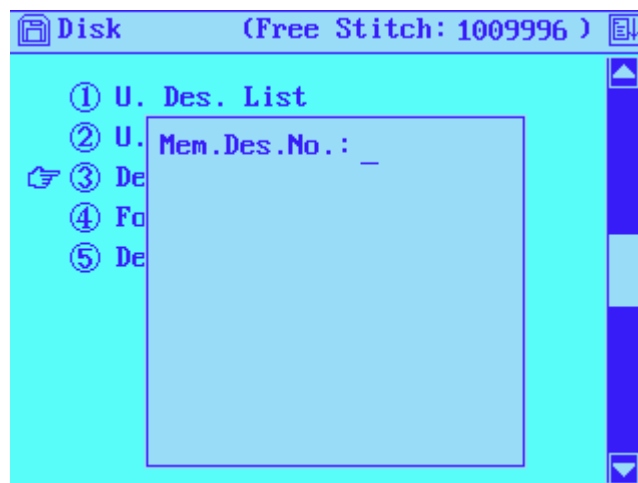 Disk (Free Stitch: 1009996 )
① U. Des. List
② U.
Mem.Des.No.: _
③ De
④ Fo
⑤ De